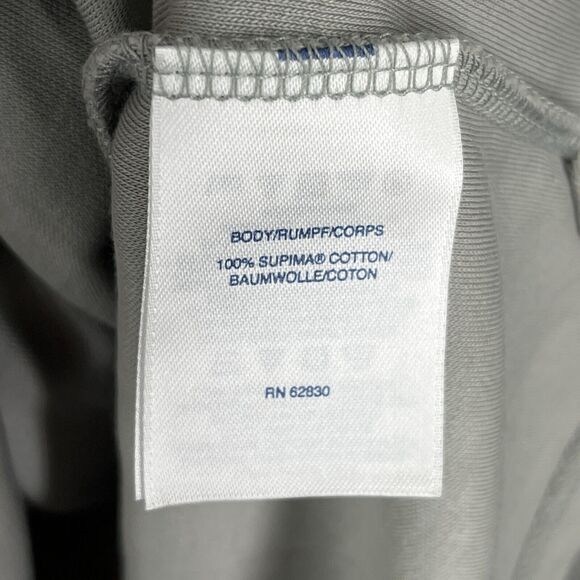 BODY/RUMPF/CORPS
100% SUPIMA® COTTON/
BAUMWOLLE/COTON
RN 62830